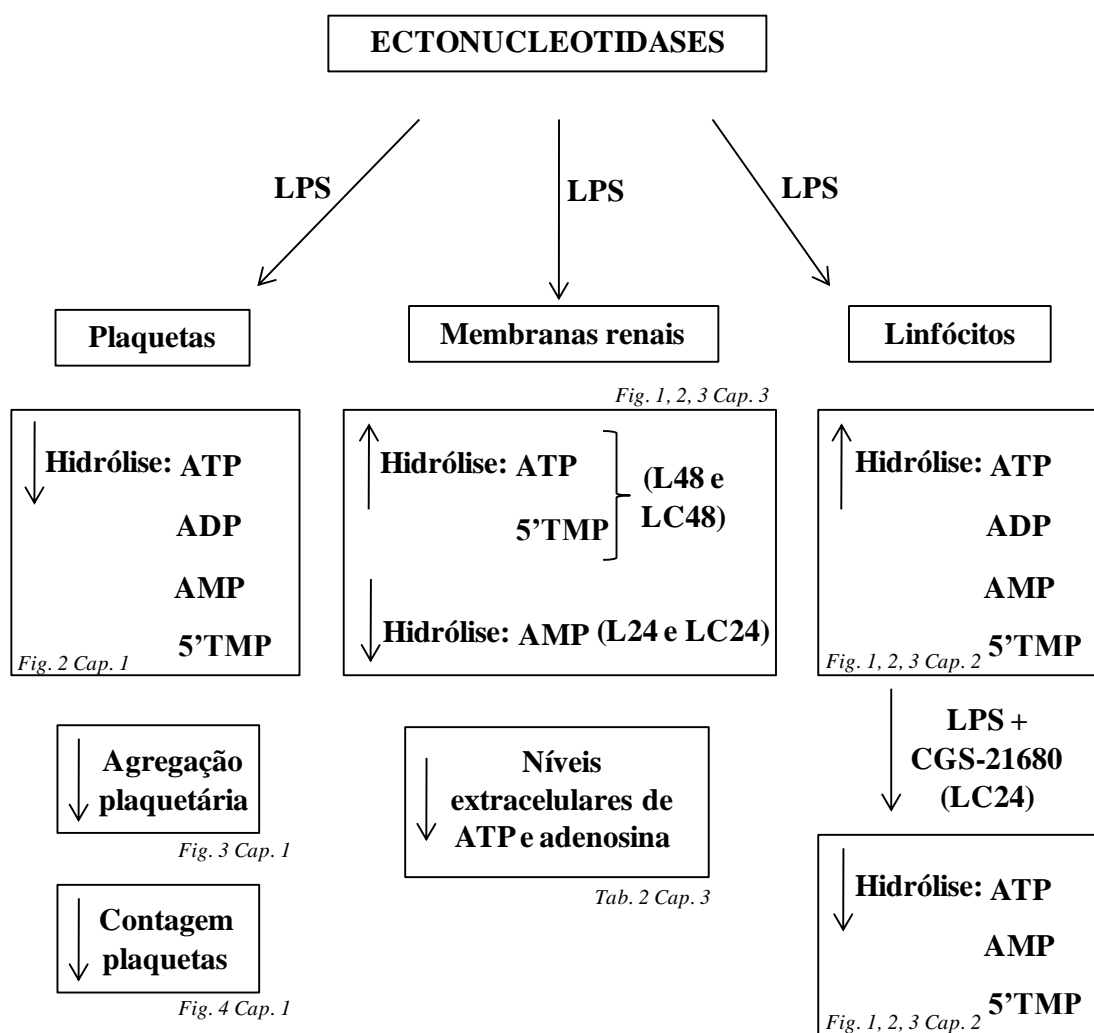 ECTONUCLEOTIDASES
LPS
LPS
LPS
Plaquetas
Membranas renais
Linfócitos
Fig. 1, 2, 3 Cap. 3
Hidrólise: ATP
ADP
AMP
5’TMP
Fig. 2 Cap. 1
Hidrólise: ATP
5’TMP
(L48 e
LC48)
Hidrólise: AMP (L24 e LC24)
Hidrólise: ATP
ADP
AMP
5’TMP
Fig. 1, 2, 3 Cap. 2
Agregação
plaquetária
Fig. 3 Cap. 1
Contagem
plaquetas
Fig. 4 Cap. 1
Níveis
extracelulares de
ATP e adenosina
Tab. 2 Cap. 3
LPS +
CGS-21680
(LC24)
Hidrólise: ATP
AMP
5’TMP
Fig. 1, 2, 3 Cap. 2